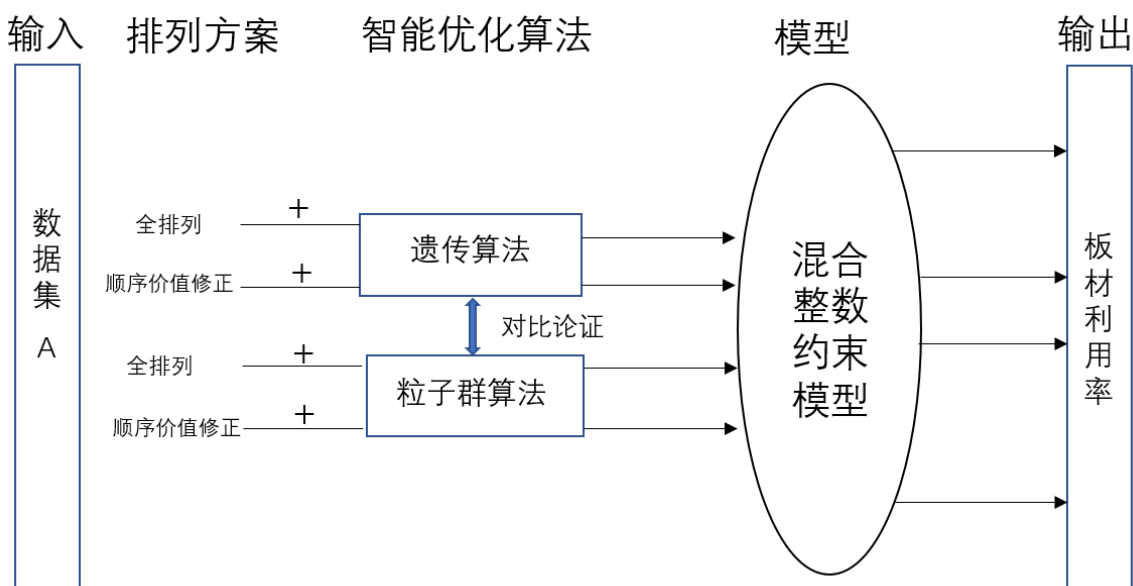 输入
排列方案
智能优化算法
模型
输出
数据集 A
全排列
+
顺序价值修正
+
遗传算法
对比论证
全排列
+
顺序价值修正
+
粒子群算法
混合
整数
约束
模型
板材利用率